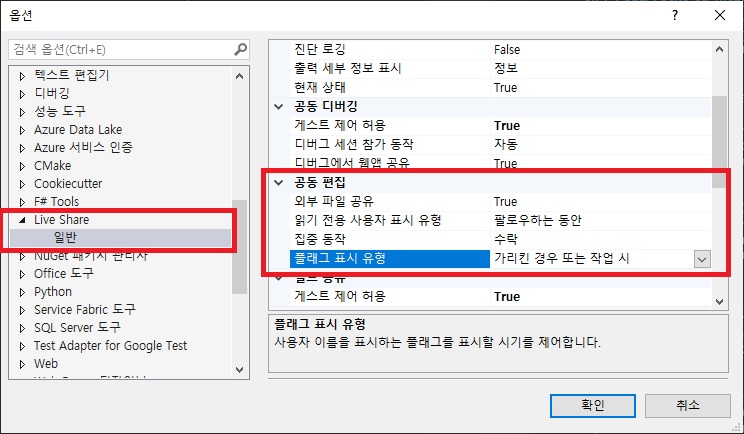 옵션
검색 옵션(Ctrl+E)
텍스트 편집기
디버깅
성능 도구
Azure Data Lake
Azure 서비스 인증
CMake
Cookiecutter
F# Tools
Live Share
일반
NuGet 패키지 관리자
Office 도구
Python
Service Fabric 도구
SQL Server 도구
Test Adapter for Google Test
Web
진단 로깅 False
출력 세부 정보 표시 정보
현재 상태 True
공동 디버깅
게스트 제어 허용 True
디버그 세션 참가 동작 자동
디버그에서 웹앱 공유 True
공동 편집
외부 파일 공유 True
읽기 전용 사용자 표시 유형 팔로우하는 동안
집중 동작 수락
플래그 표시 유형 가리킨 경우 또는 작업 시
게스트 제어 허용 True
플래그 표시 유형
사용자 이름을 표시하는 플래그를 표시할 시기를 제어합니다.
확인 취소